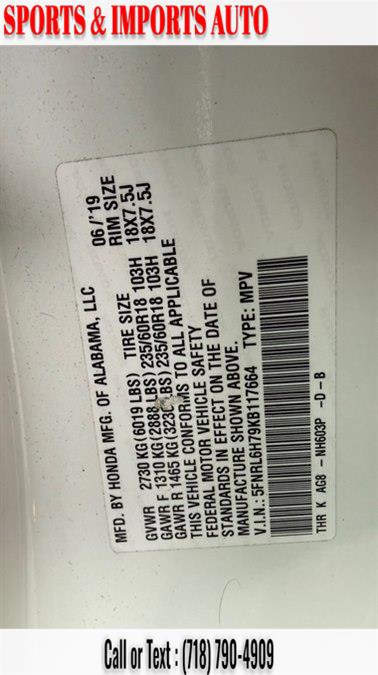 SPORTS & IMPORTS AUTO
MFD. BY HONDA MFG. OF ALABAMA, LLC 06/'19
GVWR 2730 KG(6019 LBS) TIRE SIZE RIM SIZE
GAWR F 1310 KG(2888 LBS) 235/60R18 103H 18X7.5J
GAWR R 1465 KG(3230 LBS) 235/60R18 103H 18X7.5J
THIS VEHICLE CONFORMS TO ALL APPLICABLE
FEDERAL MOTOR VEHICLE SAFETY
STANDARDS IN EFFECT ON THE DATE OF
MANUFACTURE SHOWN ABOVE.
V.I.N.: 5FNRL6H79KB117664 TYPE: MPV
THR K AG8 - NH603P -D -B
Call or Text : (718) 790-4909